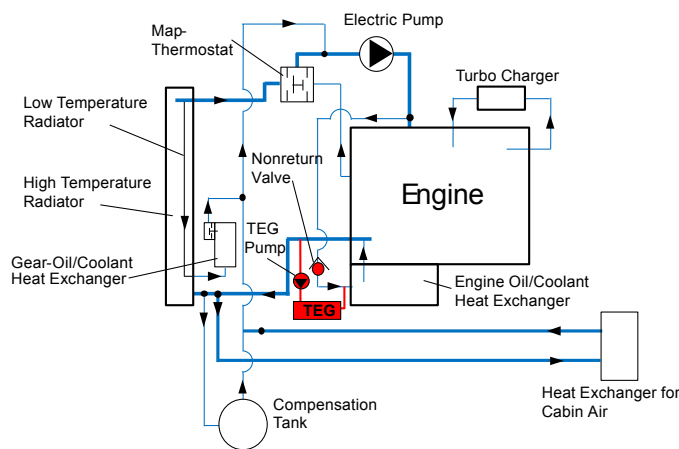 Electric Pump
Map-
Thermostat
Turbo Charger
Low Temperature
Radiator
Nonreturn
Valve
Engine
High Temperature
Radiator
TEG
Pump
Gear-Oil/Coolant
Heat Exchanger
Engine Oil/Coolant
Heat Exchanger
TEG
Compensation
Tank
Heat Exchanger for
Cabin Air